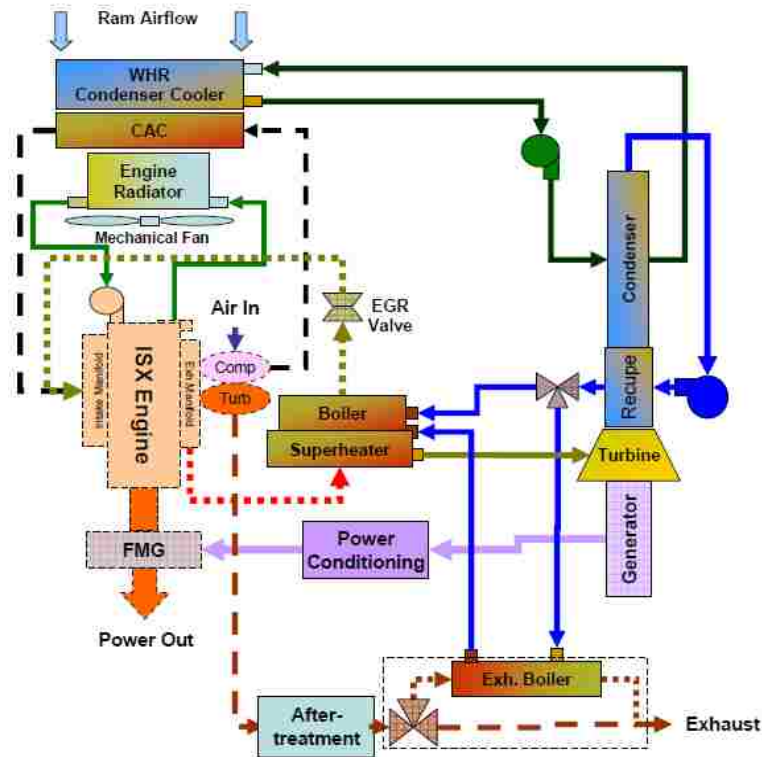 Ram Airflow
WHR
Condenser Cooler
CAC
Engine
Radiator
Mechanical Fan
Air In
EGR
Valve
Condenser
Intake Manifold
ISX Engine
Exh Manifold
Comp
Turb
Boiler
Superheater
Recupe
Turbine
Generator
FMG
Power
Conditioning
Power Out
Exh. Boiler
After-
treatment
Exhaust